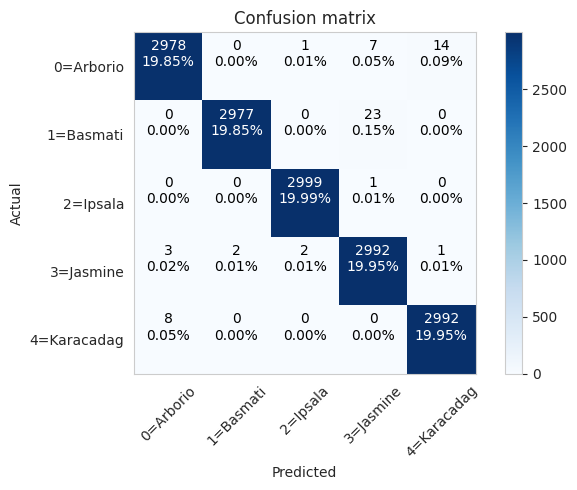 Confusion matrix
0=Arborio
2978 0 1 7 14
19.85% 0.00% 0.01% 0.05% 0.09%
1=Basmati
0 2977 0 23 0
0.00% 19.85% 0.00% 0.15% 0.00%
2=Ipsala
0 0 2999 1 0
0.00% 0.00% 19.99% 0.01% 0.00%
3=Jasmine
3 2 2 2992 1
0.02% 0.01% 0.01% 19.95% 0.01%
4=Karacadag
8 0 0 0 2992
0.05% 0.00% 0.00% 0.00% 19.95%
Actual
0=Arborio
1=Basmati
2=Ipsala
3=Jasmine
4=Karacadag
Predicted
2500
2000
1500
1000
500
0